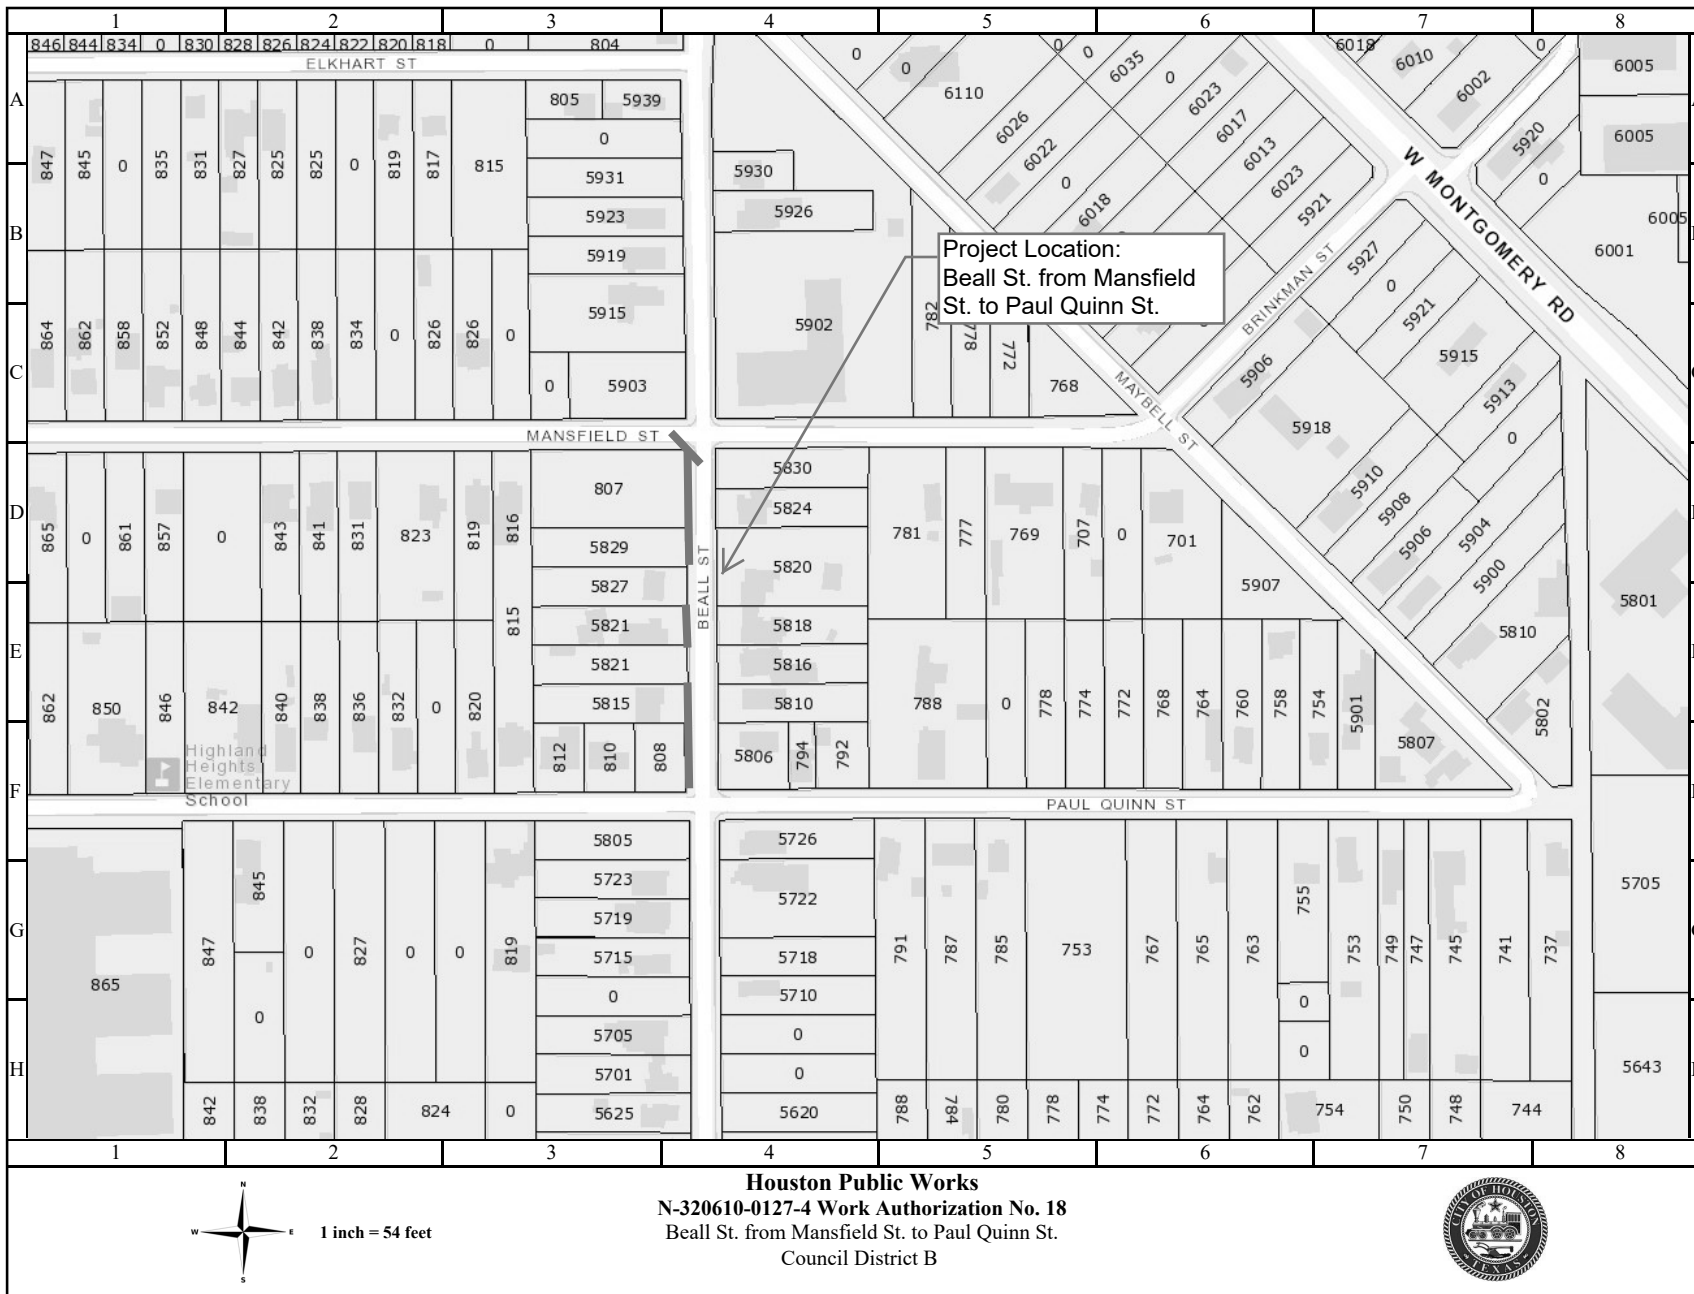 1 2 3 4 5 6 7 8
846 844 834 0 830 828 826 824 822 820 818 0 804
ELKHART ST
0 0 6110 0 0 6035 0 6018 6010 6002 0 6005
A
805 5939
0
847 845 0 835 831 827 825 825 0 819 817 815
5931
5923
5919
5915
0 5903
5930
5926
5902
6026 6022 0 6018
6023 6017 6013 6023 5921
5920 0
6005
6005
6001
W MONTGOMERY RD
B
Project Location:
Beall St. from Mansfield
St. to Paul Quinn St.
782 778 772 768
BRINKMAN ST
5927 0 5921 5915 5913 0
5906 5918 5910 5908 5906 5904 5900
MAYBELL ST
C
864 862 858 852 848 844 842 838 834 0 826 826 0
MANSFIELD ST
D
865 0 861 857 0 843 841 831 823 819 816
807
5829
5827
5821
5821
5815
812 810 808
815
BEALL ST
5830
5824
5820
5818
5816
5810
5806 794 792
781 777 769 707 0 701 5907
5801
5810
5802
E
862 850 846 842 840 838 836 832 0 820
788 0 778 774 772 768 764 760 758 754 5901 5807
Highland
Heights
Elementary
School
F
PAUL QUINN ST
5805
5723
5719
5715
0
5705
5701
5625
5726
5722
5718
5710
0
0
5620
G
865
847 845 0 0 827 0 0 819
791 787 785 753 767 765 763 755 0 0 753 749 747 745 741 737
5705
5643
H
842 838 832 828 824 0
788 784 780 778 774 772 764 762 754 750 748 744
1 2 3 4 5 6 7 8
N
W E
S
1 inch = 54 feet
Houston Public Works
N-320610-0127-4 Work Authorization No. 18
Beall St. from Mansfield St. to Paul Quinn St.
Council District B
CITY OF HOUSTON
TEXAS